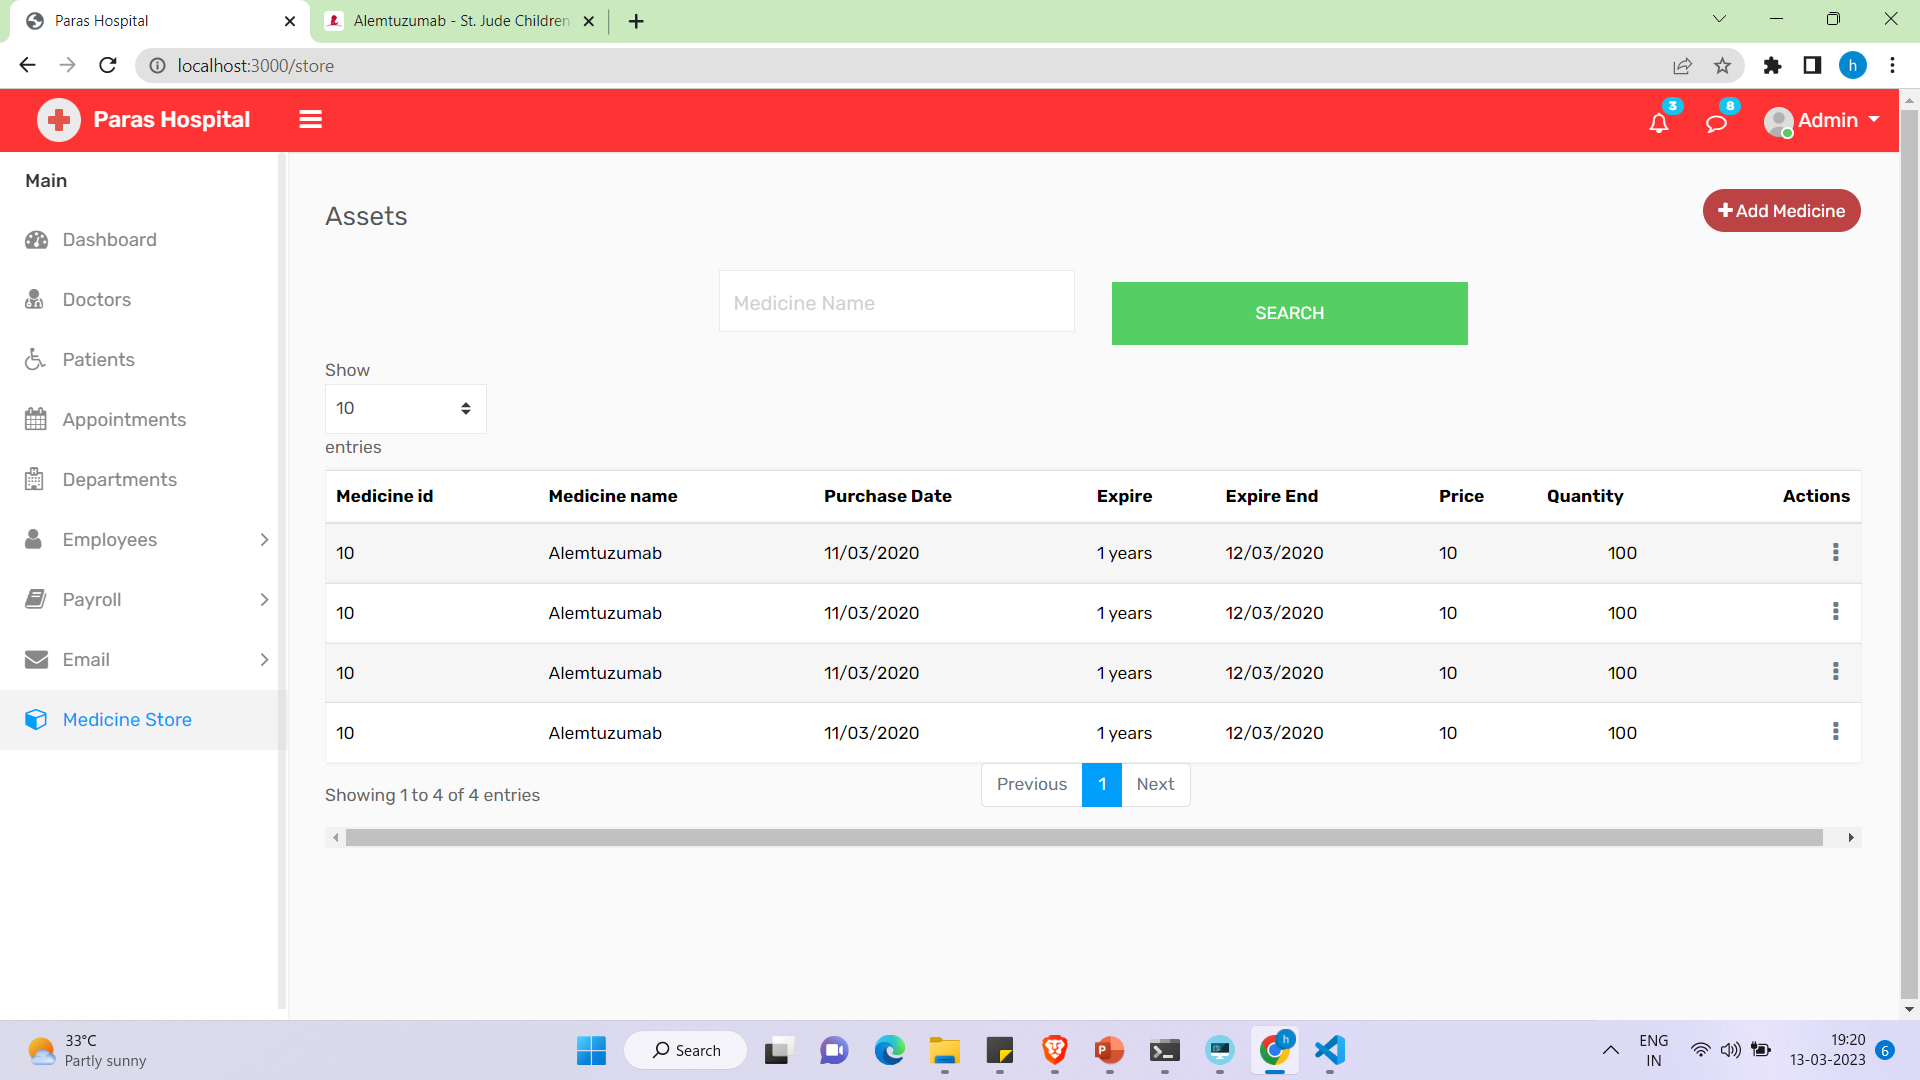 Paras Hospital
Alemtuzumab - St. Jude Children
localhost:3000/store
h
Paras Hospital
3
8
Admin
Main
Dashboard
Doctors
Patients
Appointments
Departments
Employees
Payroll
Email
Medicine Store
Assets
Add Medicine
Medicine Name
SEARCH
Show
10
entries
Medicine id Medicine name Purchase Date Expire Expire End Price Quantity Actions
10 Alemtuzumab 11/03/2020 1 years 12/03/2020 10 100
10 Alemtuzumab 11/03/2020 1 years 12/03/2020 10 100
10 Alemtuzumab 11/03/2020 1 years 12/03/2020 10 100
10 Alemtuzumab 11/03/2020 1 years 12/03/2020 10 100
Showing 1 to 4 of 4 entries
Previous 1 Next
33°C
Partly sunny
Search
h
ENG
IN
19:20
13-03-2023
6